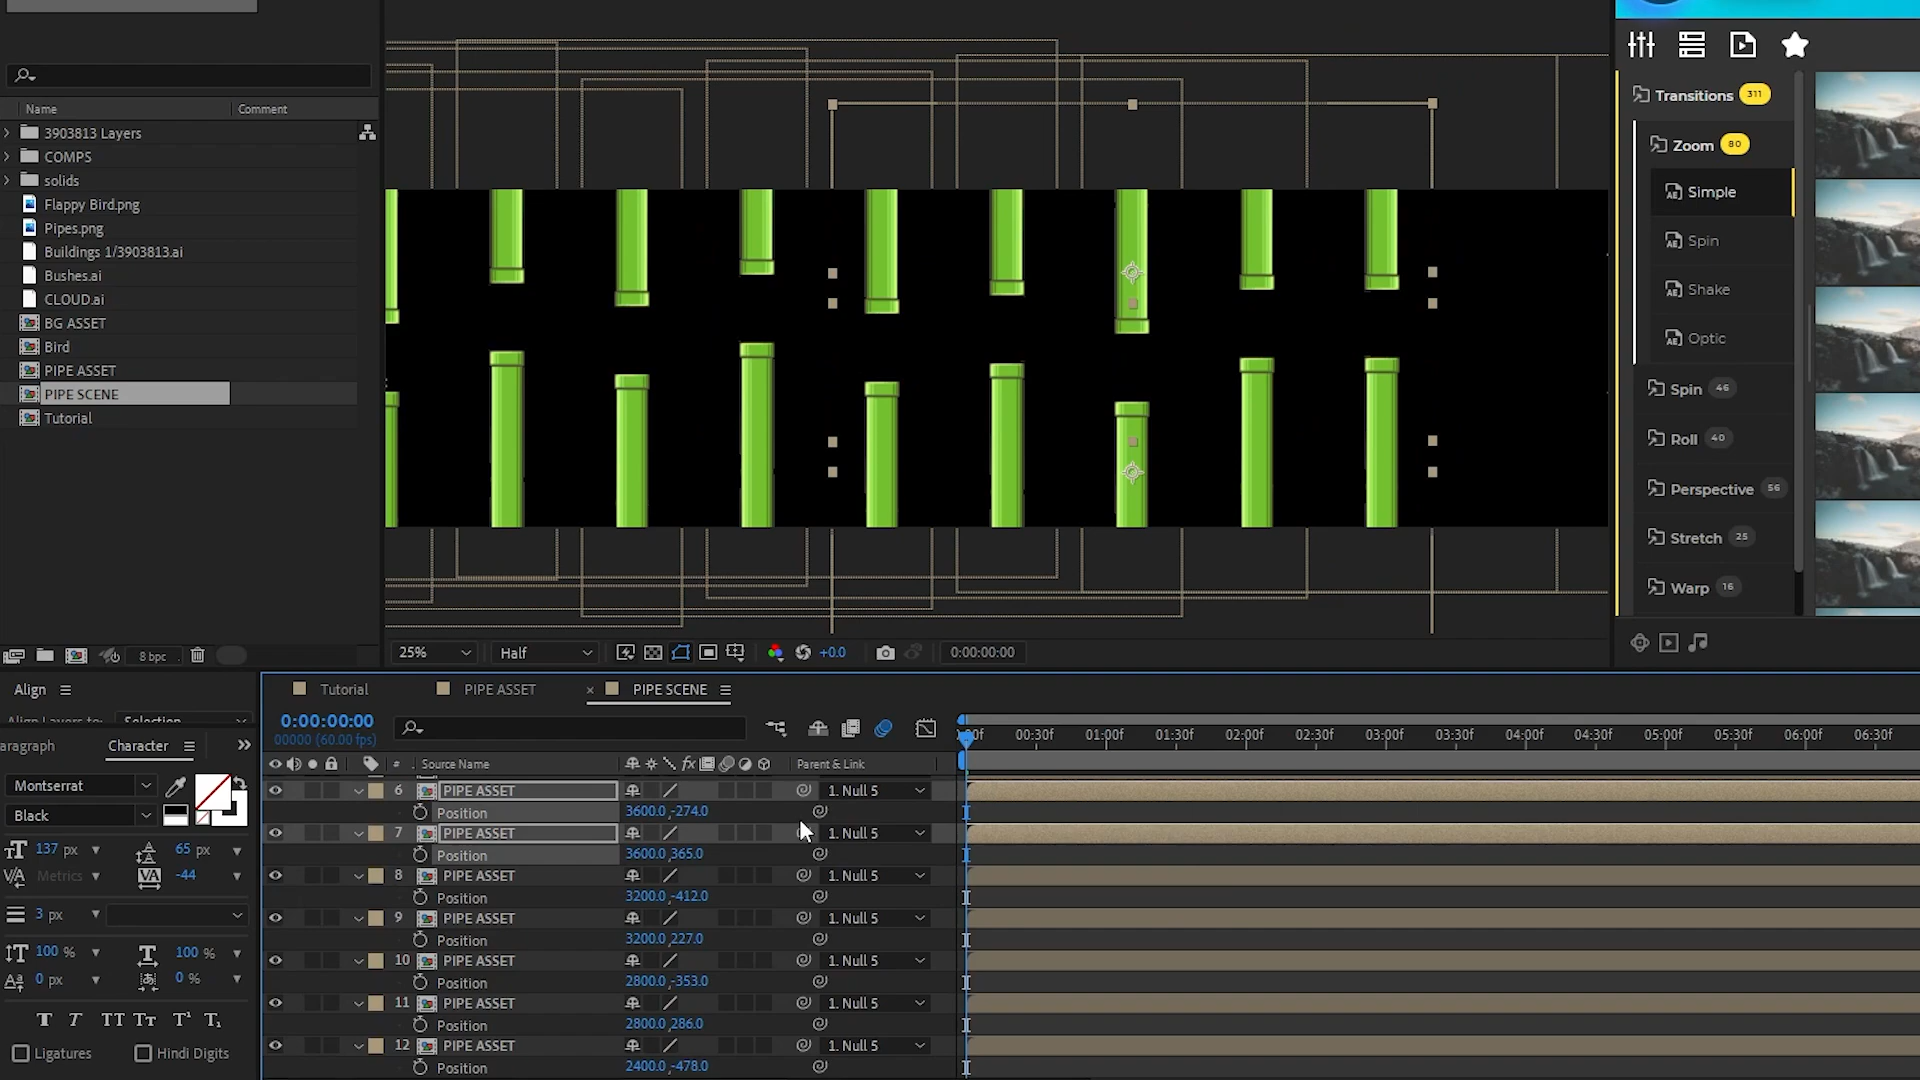 Name Comment
3903813 Layers
COMPS
solids
Flappy Bird.png
Pipes.png
Buildings 1/3903813.ai
Bushes.ai
CLOUD.ai
BG ASSET
Bird
PIPE ASSET
PIPE SCENE
Tutorial
8 bpc
25% Half +0.0 0:00:00:00
Transitions 311
Zoom 80
Simple
Spin
Shake
Optic
Spin 46
Roll 40
Perspective 56
Stretch 25
Warp 16
Align
Align Layers to: Selection
aragraph Character
Montserrat
Black
137 px 65 px
Metrics -44
3 px
100 % 100 %
0 px 0 %
Ligatures Hindi Digits
Tutorial PIPE ASSET PIPE SCENE
0:00:00:00
00000 (60.00 fps)
00f 00:30f 01:00f 01:30f 02:00f 02:30f 03:00f 03:30f 04:00f 04:30f 05:00f 05:30f 06:00f 06:30f
# Source Name fx Parent & Link
6 PIPE ASSET 1. Null 5
Position 3600.0,-274.0
7 PIPE ASSET 1. Null 5
Position 3600.0,365.0
8 PIPE ASSET 1. Null 5
Position 3200.0,-412.0
9 PIPE ASSET 1. Null 5
Position 3200.0,227.0
10 PIPE ASSET 1. Null 5
Position 2800.0,-353.0
11 PIPE ASSET 1. Null 5
Position 2800.0,286.0
12 PIPE ASSET 1. Null 5
Position 2400.0,-478.0